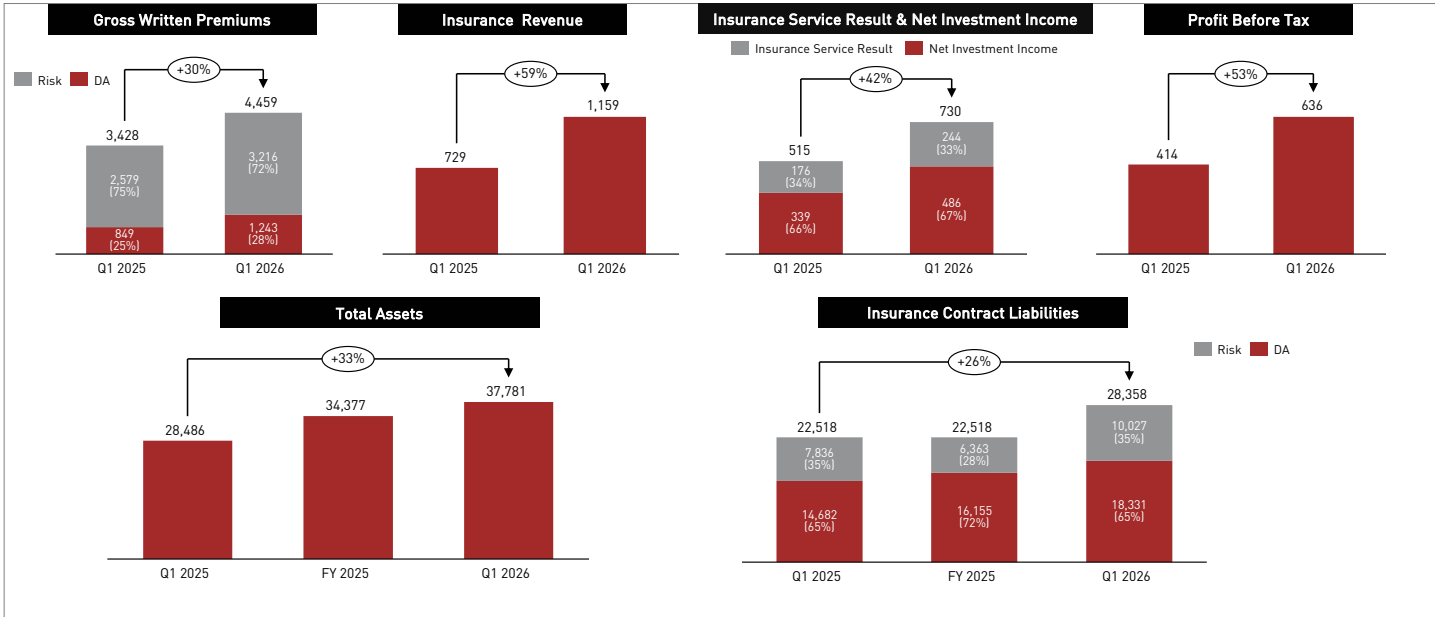 Gross Written Premiums
Risk DA
+30%
3,428
4,459
2,579
(75%)
3,216
(72%)
849
(25%)
1,243
(28%)
Q1 2025
Q1 2026
Insurance Revenue
+59%
729
1,159
Q1 2025
Q1 2026
Insurance Service Result & Net Investment Income
Insurance Service Result Net Investment Income
+42%
515
730
176
(34%)
244
(33%)
339
(66%)
486
(67%)
Q1 2025
Q1 2026
Profit Before Tax
+53%
414
636
Q1 2025
Q1 2026
Total Assets
+33%
28,486
34,377
37,781
Q1 2025
FY 2025
Q1 2026
Insurance Contract Liabilities
Risk DA
+26%
22,518
22,518
28,358
7,836
(35%)
6,363
(28%)
10,027
(35%)
14,682
(65%)
16,155
(72%)
18,331
(65%)
Q1 2025
FY 2025
Q1 2026